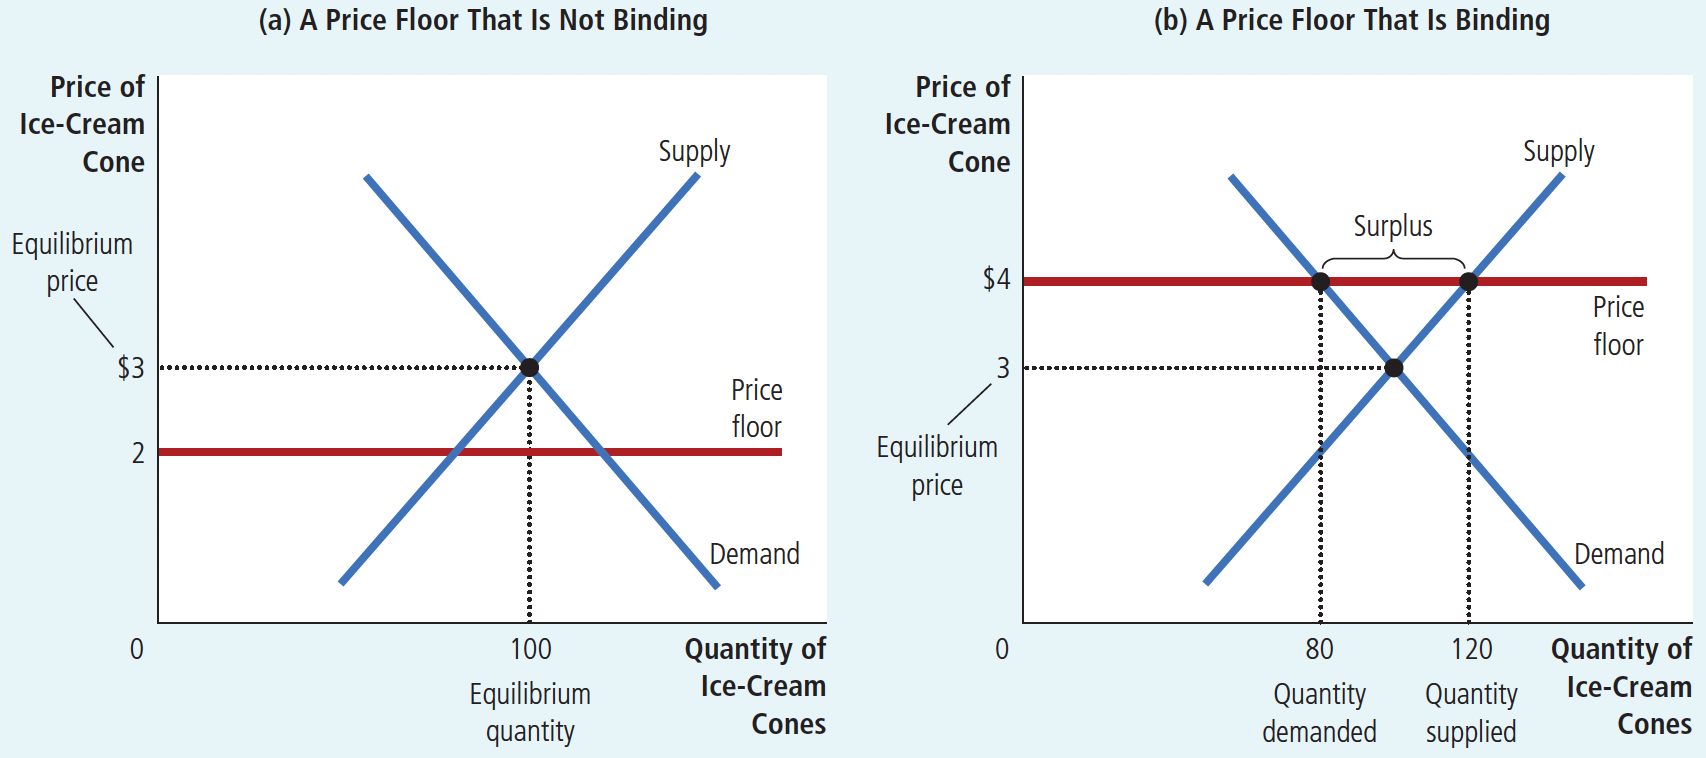 (a) A Price Floor That Is Not Binding
Price of
Ice-Cream
Cone
Supply
Equilibrium
price
$3
Price
floor
2
Demand
0
100
Quantity of
Ice-Cream
Cones
Equilibrium
quantity
(b) A Price Floor That Is Binding
Price of
Ice-Cream
Cone
Supply
Surplus
$4
Price
floor
3
Equilibrium
price
Demand
0
80
120
Quantity of
Ice-Cream
Cones
Quantity
demanded
Quantity
supplied